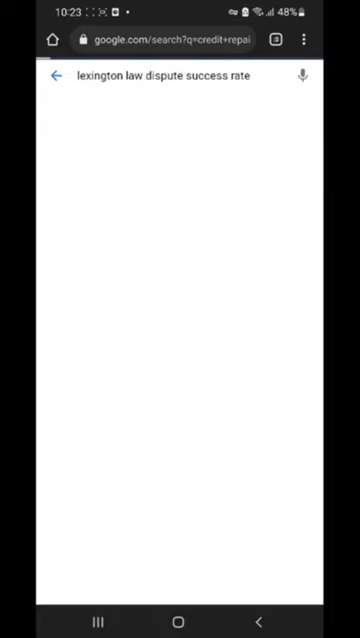 10:23 48%
google.com/search?q=credit+repai
lexington law dispute success rate